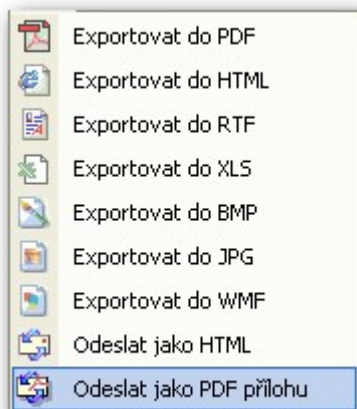 Exportovat do PDF
Exportovat do HTML
Exportovat do RTF
Exportovat do XLS
Exportovat do BMP
Exportovat do JPG
Exportovat do WMF
Odeslat jako HTML
Odeslat jako PDF přílohu